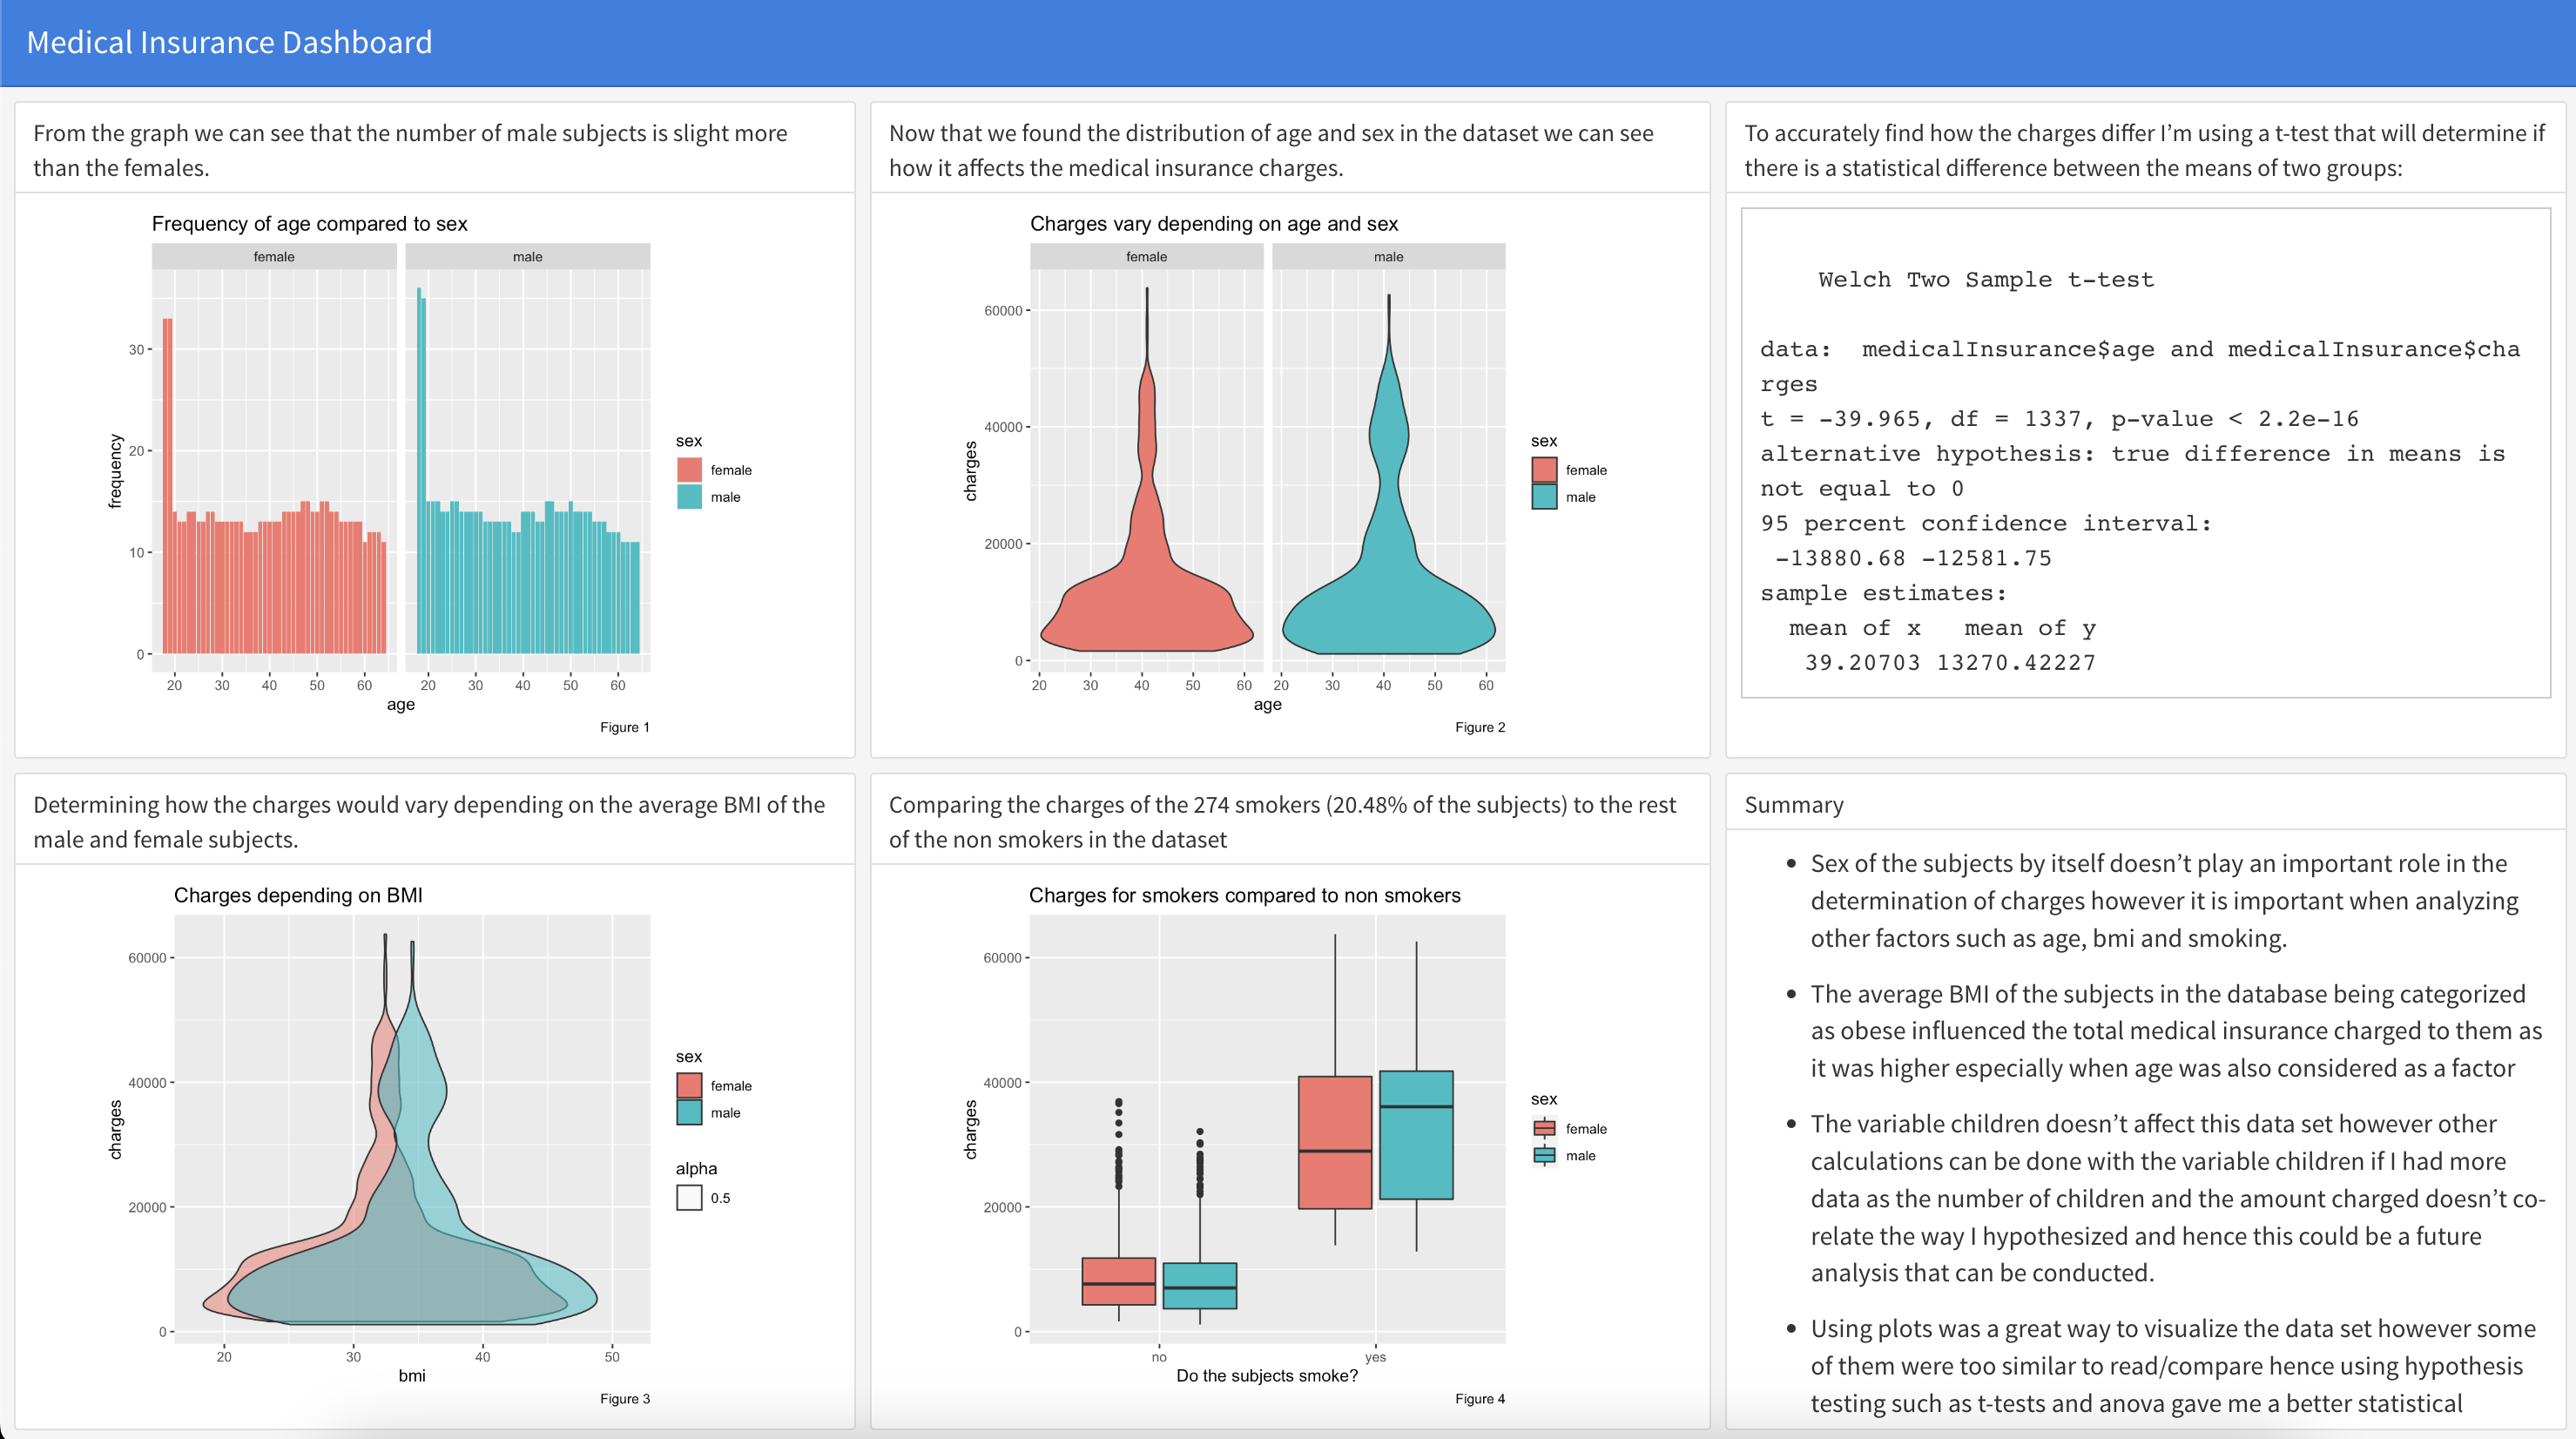 Medical Insurance Dashboard
From the graph we can see that the number of male subjects is slight more
than the females.
Frequency of age compared to sex
female
male
30
20
10
0
frequency
20 30 40 50 60
20 30 40 50 60
age
sex
female
male
Figure 1
Now that we found the distribution of age and sex in the dataset we can see
how it affects the medical insurance charges.
Charges vary depending on age and sex
female
male
60000
40000
20000
0
charges
20 30 40 50 60
20 30 40 50 60
age
sex
female
male
Figure 2
To accurately find how the charges differ I'm using a t-test that will determine if
there is a statistical difference between the means of two groups:
Welch Two Sample t-test
data:  medicalInsurance$age and medicalInsurance$cha
rges
t = -39.965, df = 1337, p-value < 2.2e-16
alternative hypothesis: true difference in means is
not equal to 0
95 percent confidence interval:
-13880.68 -12581.75
sample estimates:
mean of x   mean of y
39.20703 13270.42227
Determining how the charges would vary depending on the average BMI of the
male and female subjects.
Charges depending on BMI
60000
40000
20000
0
charges
20 30 40 50
bmi
sex
female
male
alpha
0.5
Figure 3
Comparing the charges of the 274 smokers (20.48% of the subjects) to the rest
of the non smokers in the dataset
Charges for smokers compared to non smokers
60000
40000
20000
0
charges
no yes
Do the subjects smoke?
sex
female
male
Figure 4
Summary
• Sex of the subjects by itself doesn't play an important role in the
determination of charges however it is important when analyzing
other factors such as age, bmi and smoking.
• The average BMI of the subjects in the database being categorized
as obese influenced the total medical insurance charged to them as
it was higher especially when age was also considered as a factor
• The variable children doesn't affect this data set however other
calculations can be done with the variable children if I had more
data as the number of children and the amount charged doesn't co-
relate the way I hypothesized and hence this could be a future
analysis that can be conducted.
• Using plots was a great way to visualize the data set however some
of them were too similar to read/compare hence using hypothesis
testing such as t-tests and anova gave me a better statistical